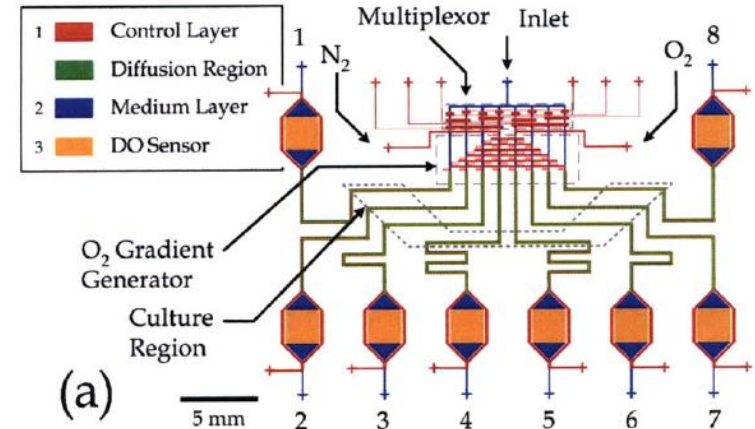 1 Control Layer
Diffusion Region
2 Medium Layer
3 DO Sensor
Multiplexor
Inlet
1
N2
O2
8
O2 Gradient
Generator
Culture
Region
(a)
5 mm
2 3 4 5 6 7